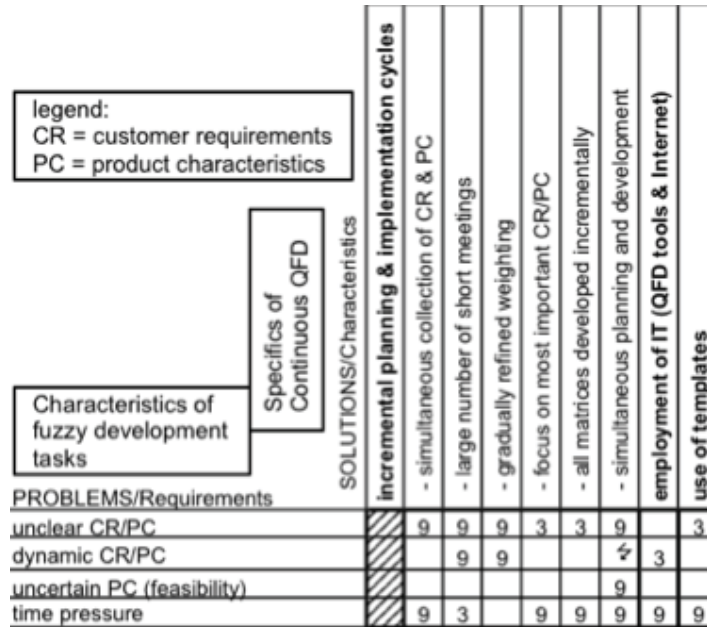 legend:
CR = customer requirements
PC = product characteristics
Specifics of
Continuous QFD
Characteristics of
fuzzy development
tasks
SOLUTIONS/Characteristics
incremental planning & implementation cycles
- simultaneous collection of CR & PC
- large number of short meetings
- gradually refined weighting
- focus on most important CR/PC
- all matrices developed incrementally
- simultaneous planning and development
employment of IT (QFD tools & Internet)
use of templates
PROBLEMS/Requirements
unclear CR/PC 9 9 9 3 3 9 3
dynamic CR/PC 9 9 3
uncertain PC (feasibility) 9
time pressure 9 3 9 9 9 9 9